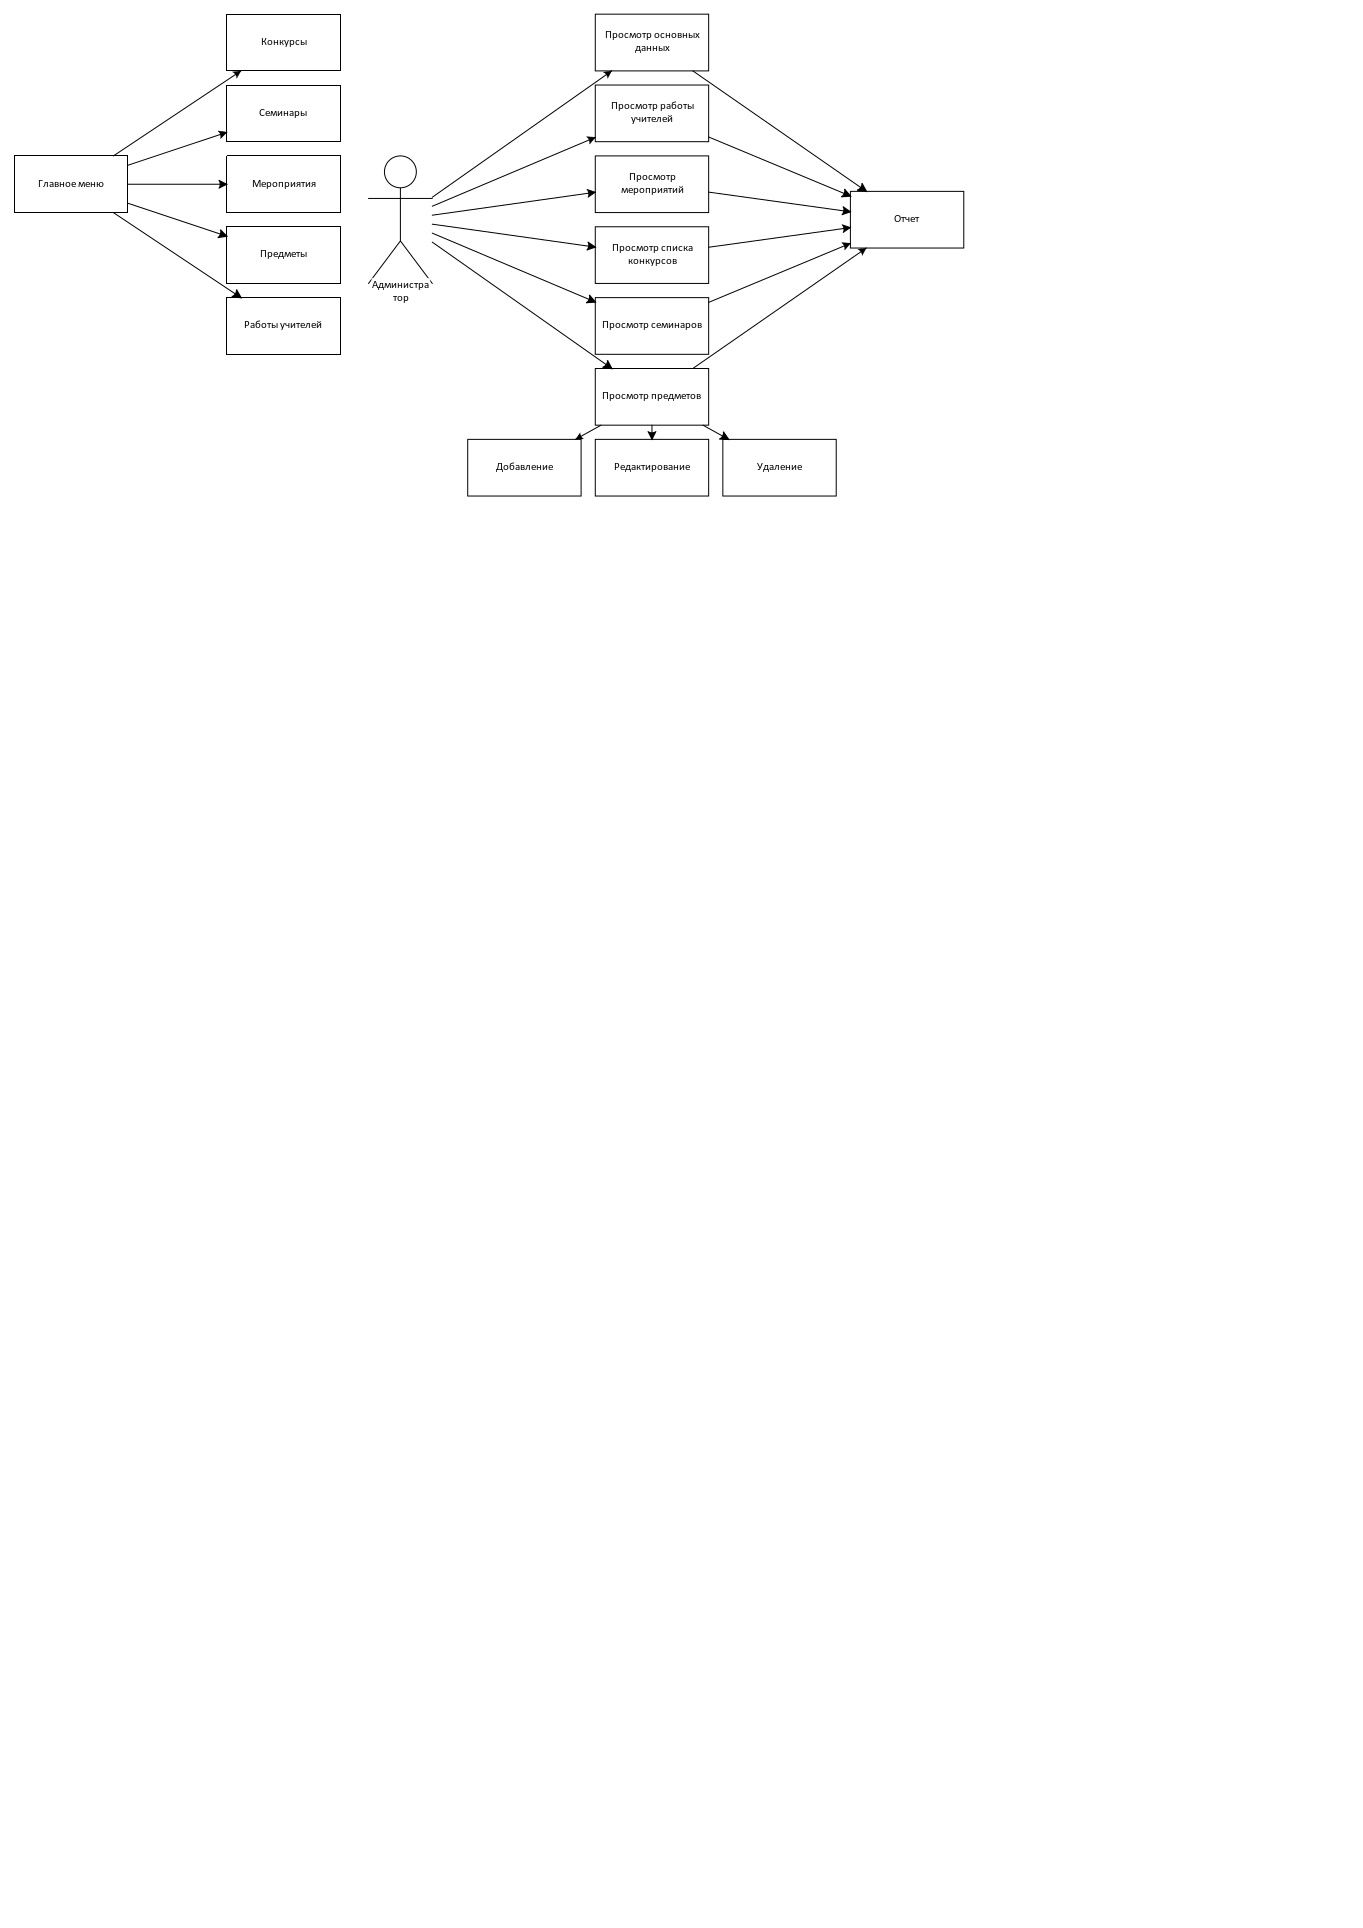 Конкурсы
Семинары
Главное меню
Мероприятия
Предметы
Работы учителей
Администра
тор
Просмотр основных
данных
Просмотр работы
учителей
Просмотр
мероприятий
Просмотр списка
конкурсов
Просмотр семинаров
Просмотр предметов
Отчет
Добавление
Редактирование
Удаление